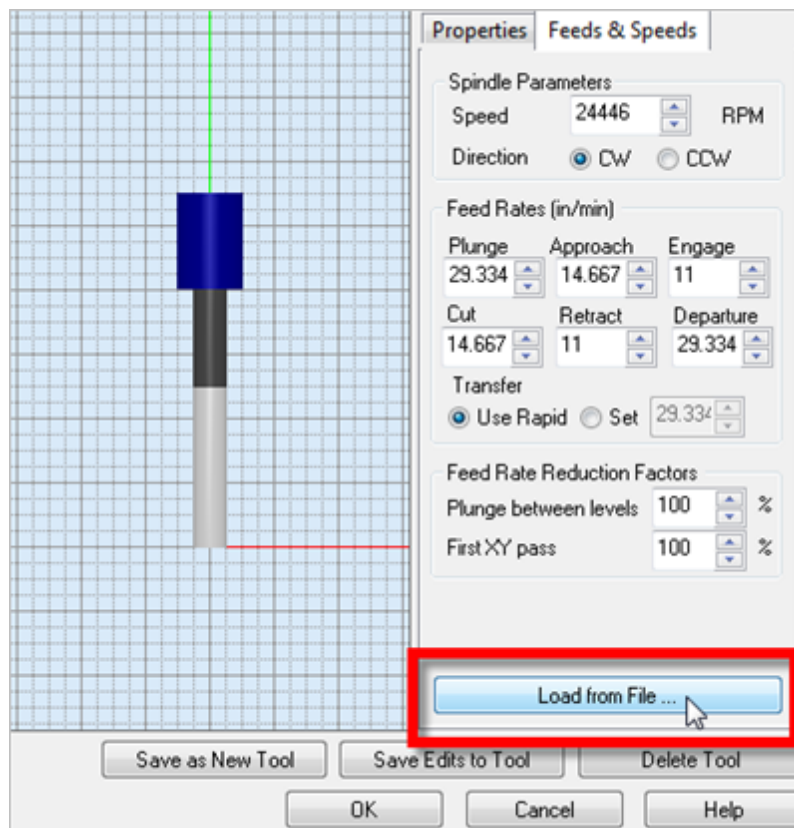 Properties Feeds & Speeds
Spindle Parameters
Speed 24446 RPM
Direction CW CCW
Feed Rates (in/min)
Plunge Approach Engage
29.334 14.667 11
Cut Retract Departure
14.667 11 29.334
Transfer
Use Rapid Set 29.334
Feed Rate Reduction Factors
Plunge between levels 100 %
First XY pass 100 %
Load from File ...
Save as New Tool Save Edits to Tool Delete Tool
OK Cancel Help